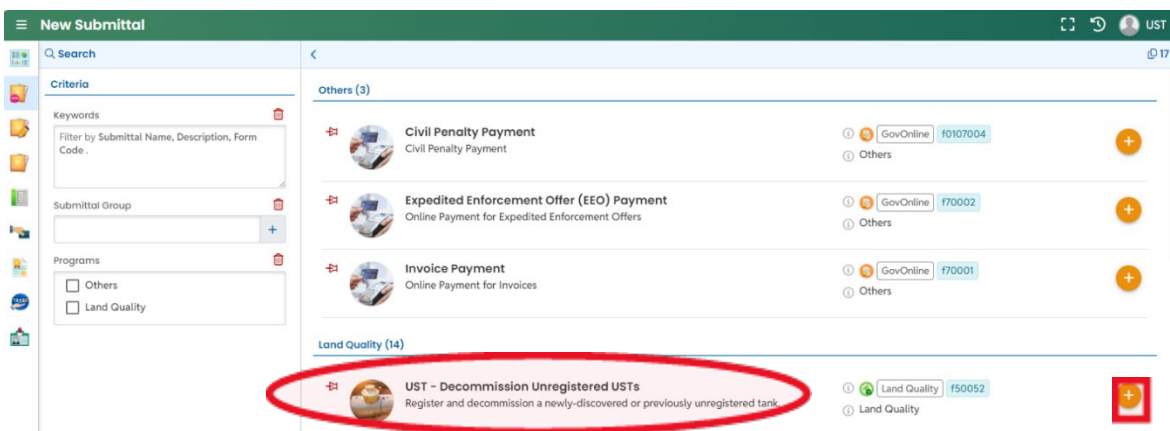 New Submittal
UST
Search
17
Criteria
Keywords
Filter by Submittal Name, Description, Form
Code .
Submittal Group
Programs
Others
Land Quality
Others (3)
Civil Penalty Payment
Civil Penalty Payment
GovOnline f0107004
Others
Expedited Enforcement Offer (EEO) Payment
Online Payment for Expedited Enforcement Offers
GovOnline f70002
Others
Invoice Payment
Online Payment for Invoices
GovOnline f70001
Others
Land Quality (14)
UST - Decommission Unregistered USTs
Register and decommission a newly-discovered or previously unregistered tank.
Land Quality f50052
Land Quality